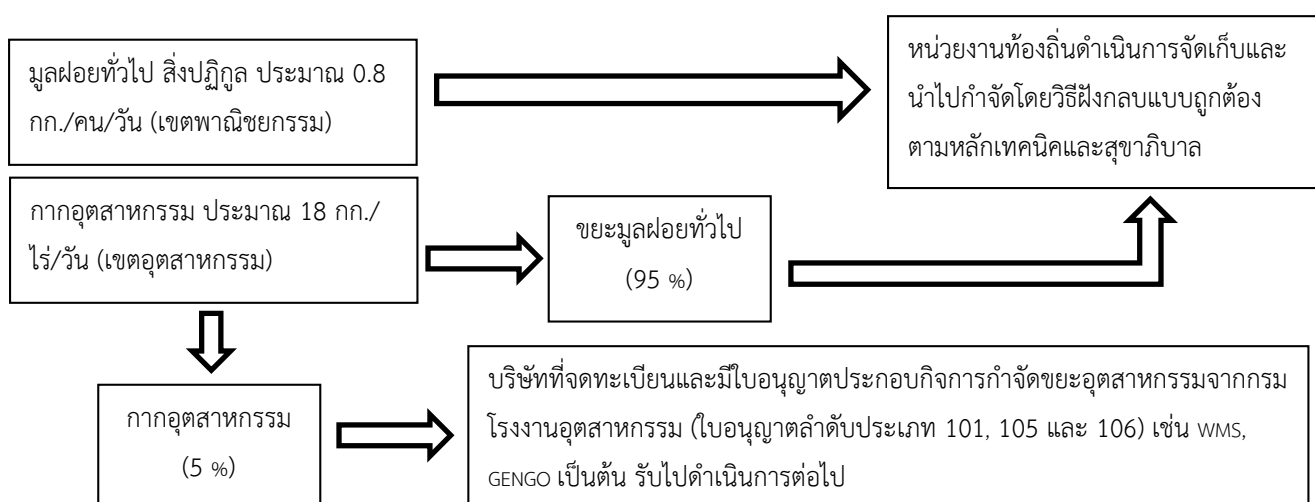 มูลฝอยทั่วไป สิ่งปฏิกูล ประมาณ 0.8
กก./คน/วัน (เขตพาณิชยกรรม)
หน่วยงานท้องถิ่นดำเนินการจัดเก็บและ
นำไปกำจัดโดยวิธีฝังกลบแบบถูกต้อง
ตามหลักเทคนิคและสุขาภิบาล
กากอุตสาหกรรม ประมาณ 18 กก./
ไร่/วัน (เขตอุตสาหกรรม)
ขยะมูลฝอยทั่วไป
(95 %)
กากอุตสาหกรรม
(5 %)
บริษัทที่จดทะเบียนและมีใบอนุญาตประกอบกิจการกำจัดขยะอุตสาหกรรมจากกรม
โรงงานอุตสาหกรรม (ใบอนุญาตลำดับประเภท 101, 105 และ 106) เช่น WMS,
GENGO เป็นต้น รับไปดำเนินการต่อไป